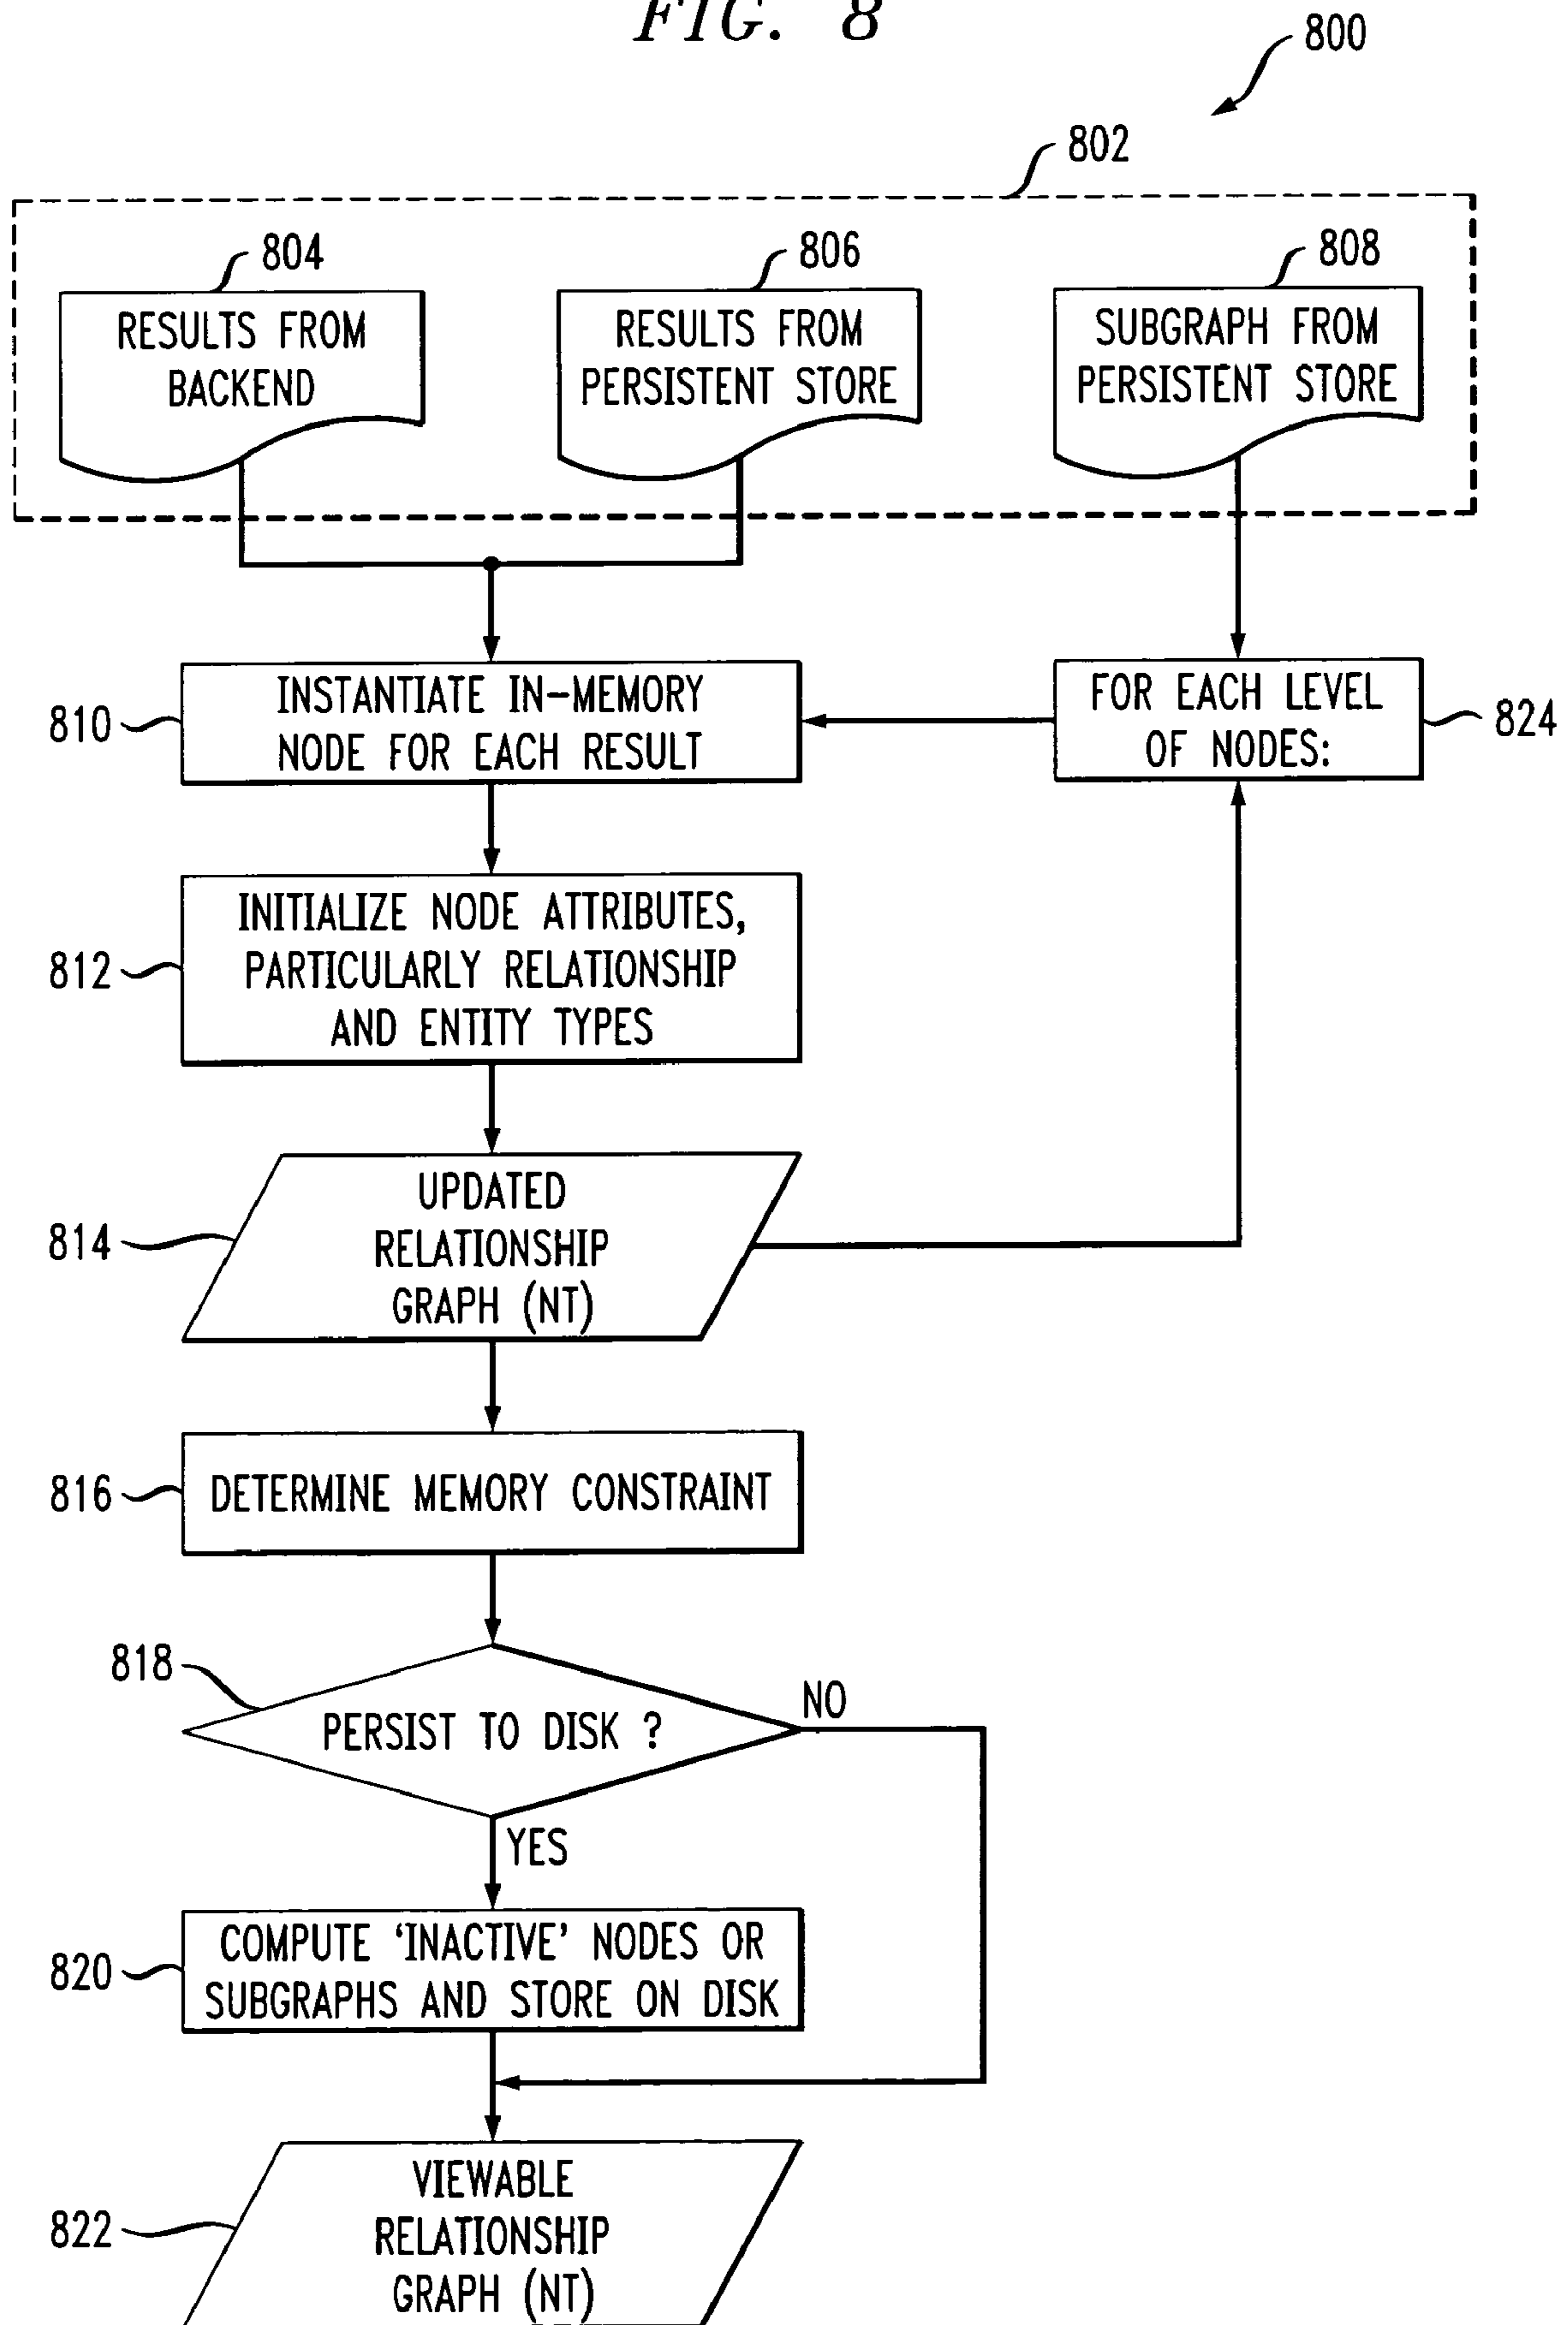 FIG. 8
800
802
804
806
808
RESULTS FROM
BACKEND
RESULTS FROM
PERSISTENT STORE
SUBGRAPH FROM
PERSISTENT STORE
810
INSTANTIATE IN-MEMORY
NODE FOR EACH RESULT
FOR EACH LEVEL
OF NODES:
824
812
INITIALIZE NODE ATTRIBUTES,
PARTICULARLY RELATIONSHIP
AND ENTITY TYPES
814
UPDATED
RELATIONSHIP
GRAPH (NT)
816
DETERMINE MEMORY CONSTRAINT
818
PERSIST TO DISK ?
NO
YES
820
COMPUTE ‘INACTIVE’ NODES OR
SUBGRAPHS AND STORE ON DISK
822
VIEWABLE
RELATIONSHIP
GRAPH (NT)